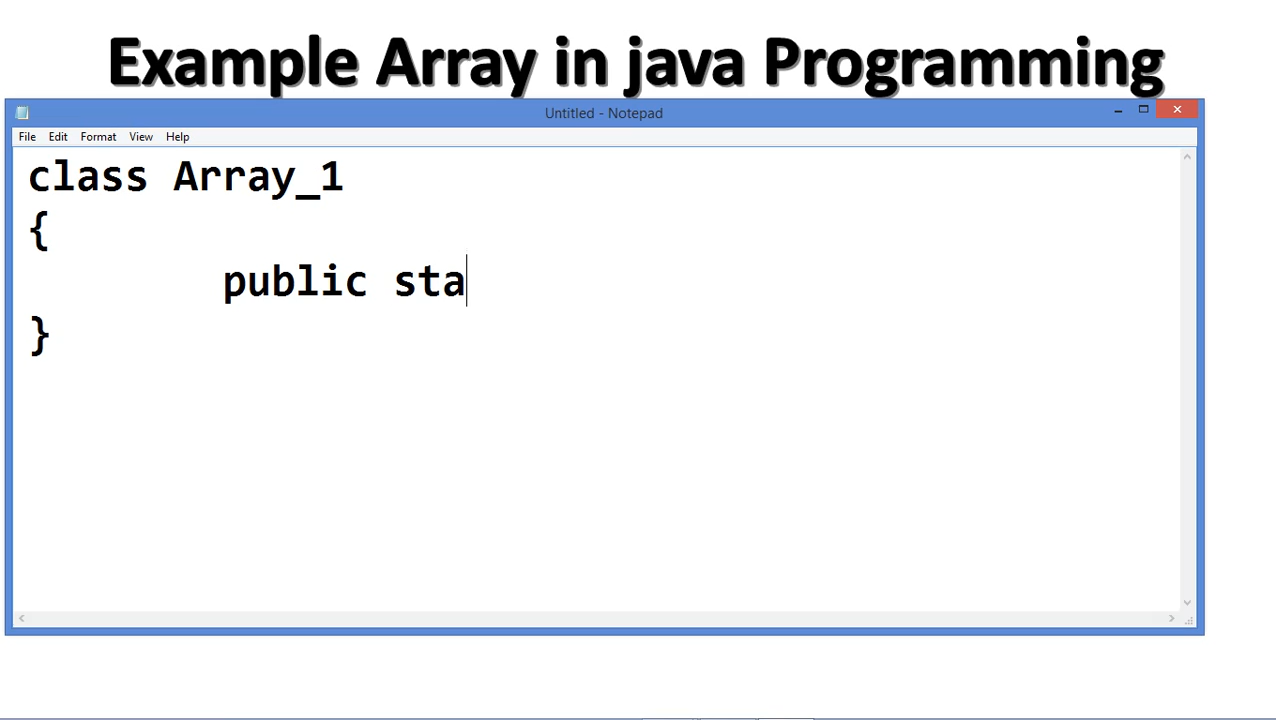 Example Array in java Programming
Untitled - Notepad
File Edit Format View Help
class Array_1
{
public sta
}